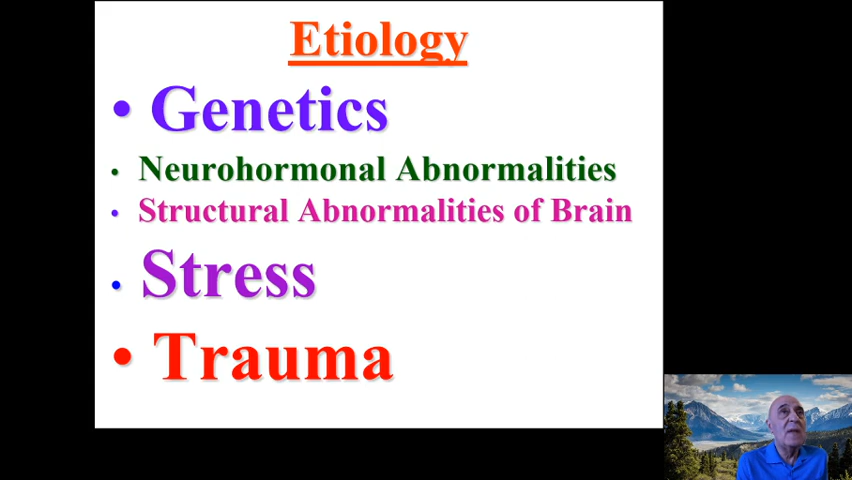 Etiology
• Genetics
• Neurohormonal Abnormalities
• Structural Abnormalities of Brain
• Stress
• Trauma